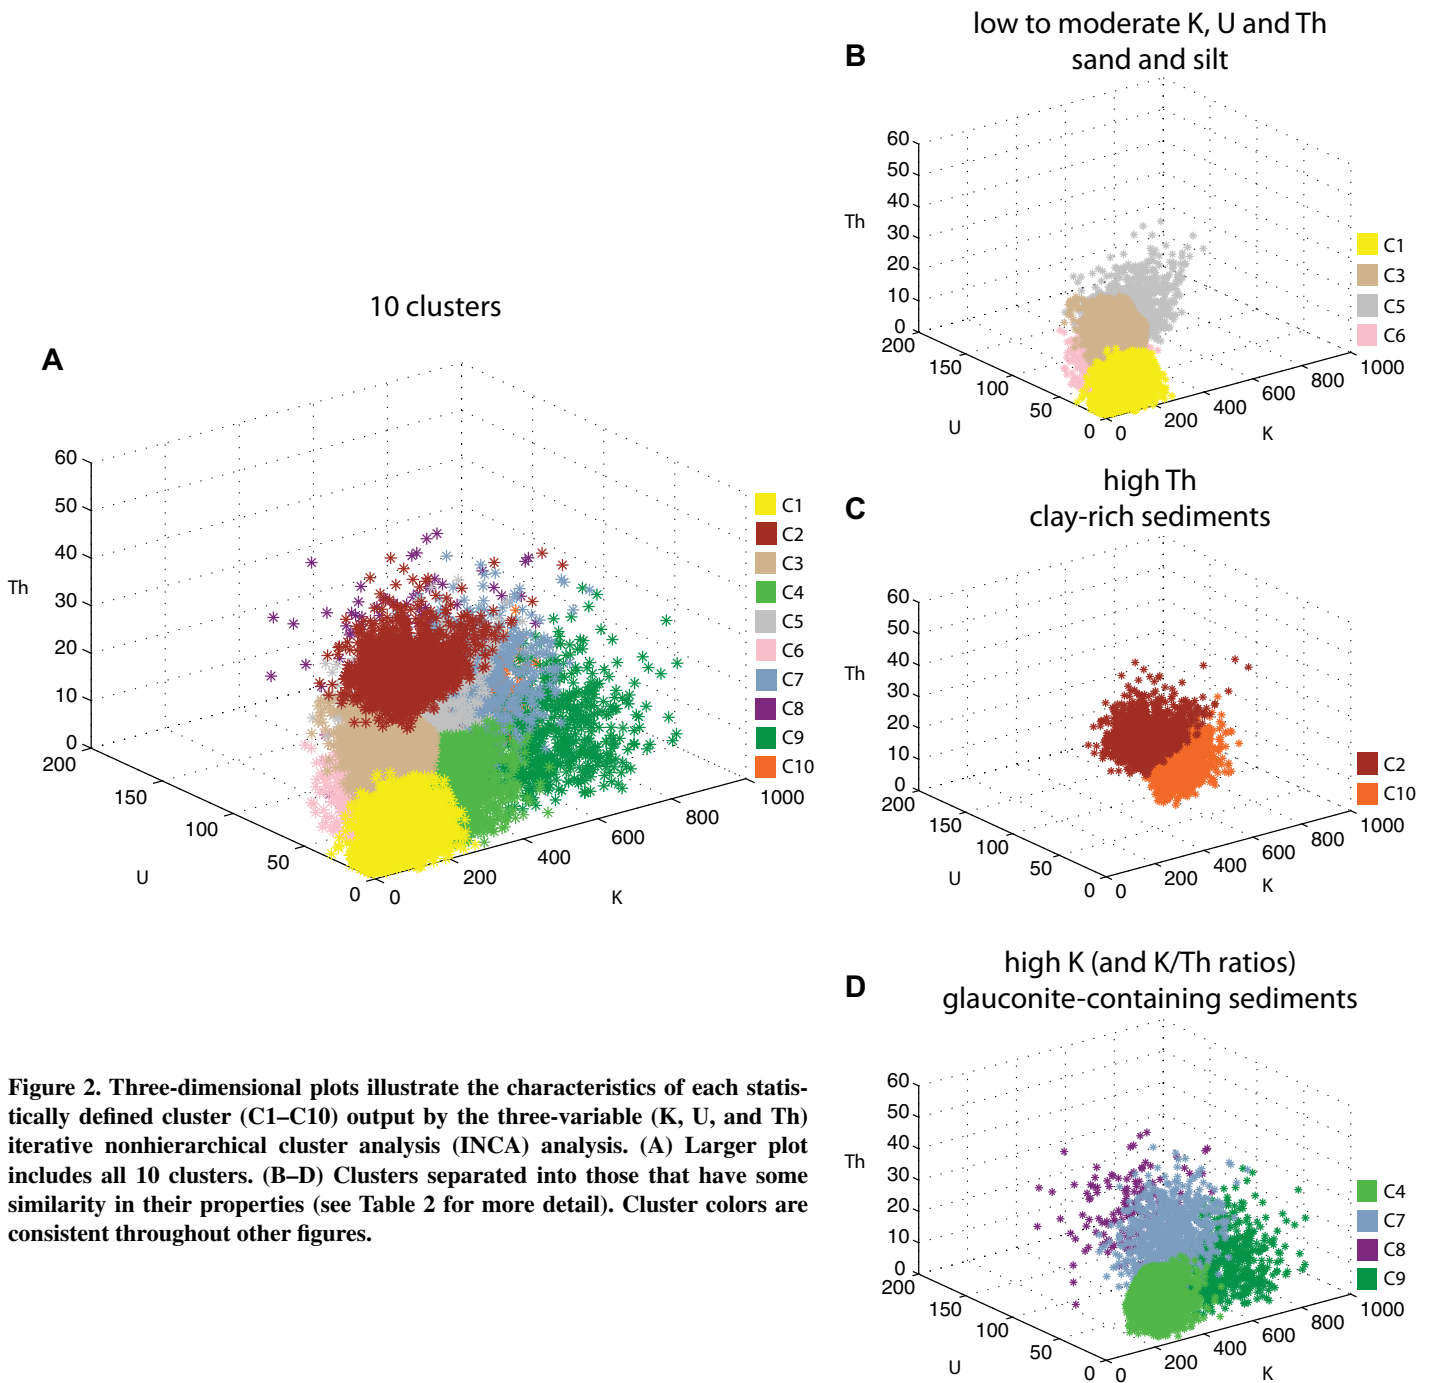 10 clusters
A
60
50
40
30
20
10
0
Th
200
150
100
50
0
U
0
200
400
600
800
1000
K
C1
C2
C3
C4
C5
C6
C7
C8
C9
C10
low to moderate K, U and Th
sand and silt
B
60
50
40
30
20
10
0
Th
200
150
100
50
0
U
0
200
400
600
800
1000
K
C1
C3
C5
C6
high Th
clay-rich sediments
C
60
50
40
30
20
10
0
Th
200
150
100
50
0
U
0
200
400
600
800
1000
K
C2
C10
high K (and K/Th ratios)
glauconite-containing sediments
D
60
50
40
30
20
10
0
Th
200
150
100
50
0
U
0
200
400
600
800
1000
K
C4
C7
C8
C9
Figure 2. Three-dimensional plots illustrate the characteristics of each statis-
tically defined cluster (C1–C10) output by the three-variable (K, U, and Th)
iterative nonhierarchical cluster analysis (INCA) analysis. (A) Larger plot
includes all 10 clusters. (B–D) Clusters separated into those that have some
similarity in their properties (see Table 2 for more detail). Cluster colors are
consistent throughout other figures.